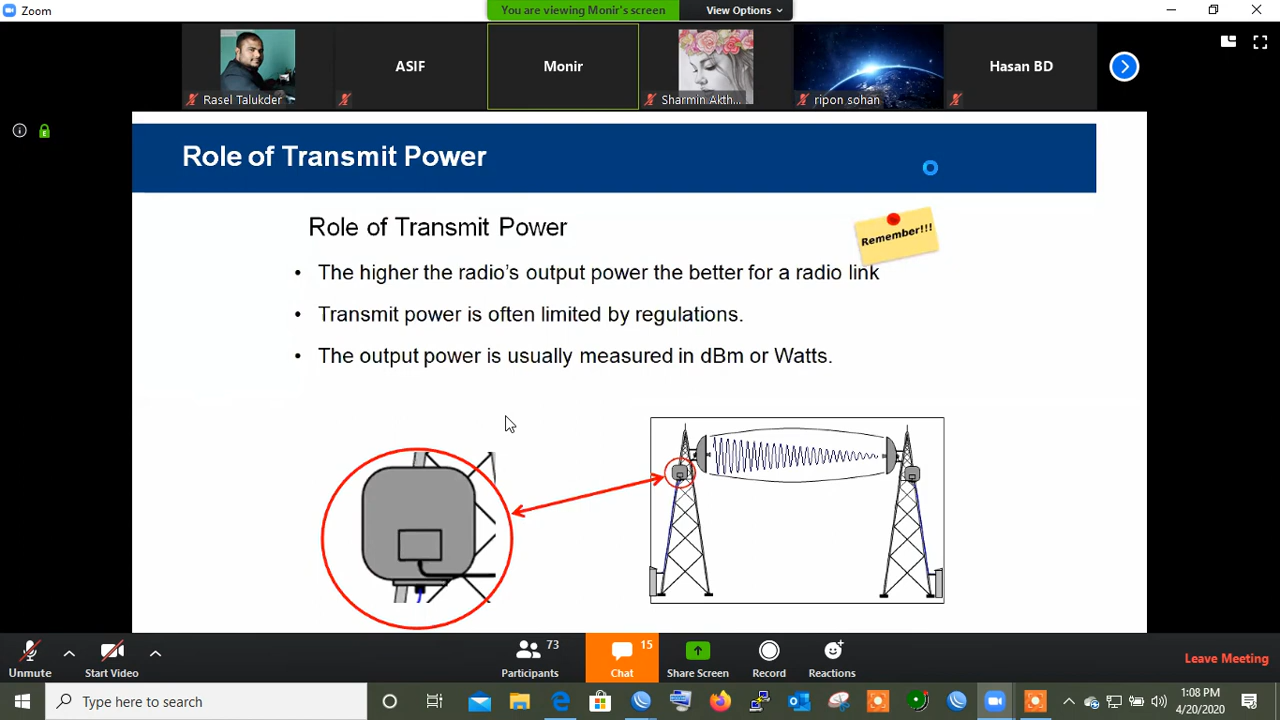 Zoom
You are viewing Monir's screen
View Options
Rasel Talukder
ASIF
Monir
Sharmin Akth...
ripon sohan
Hasan BD
Role of Transmit Power
Role of Transmit Power
Remember!!!
• The higher the radio's output power the better for a radio link
• Transmit power is often limited by regulations.
• The output power is usually measured in dBm or Watts.
Unmute
Start Video
73
Participants
15
Chat
Share Screen
Record
Reactions
Leave Meeting
Type here to search
1:08 PM
4/20/2020